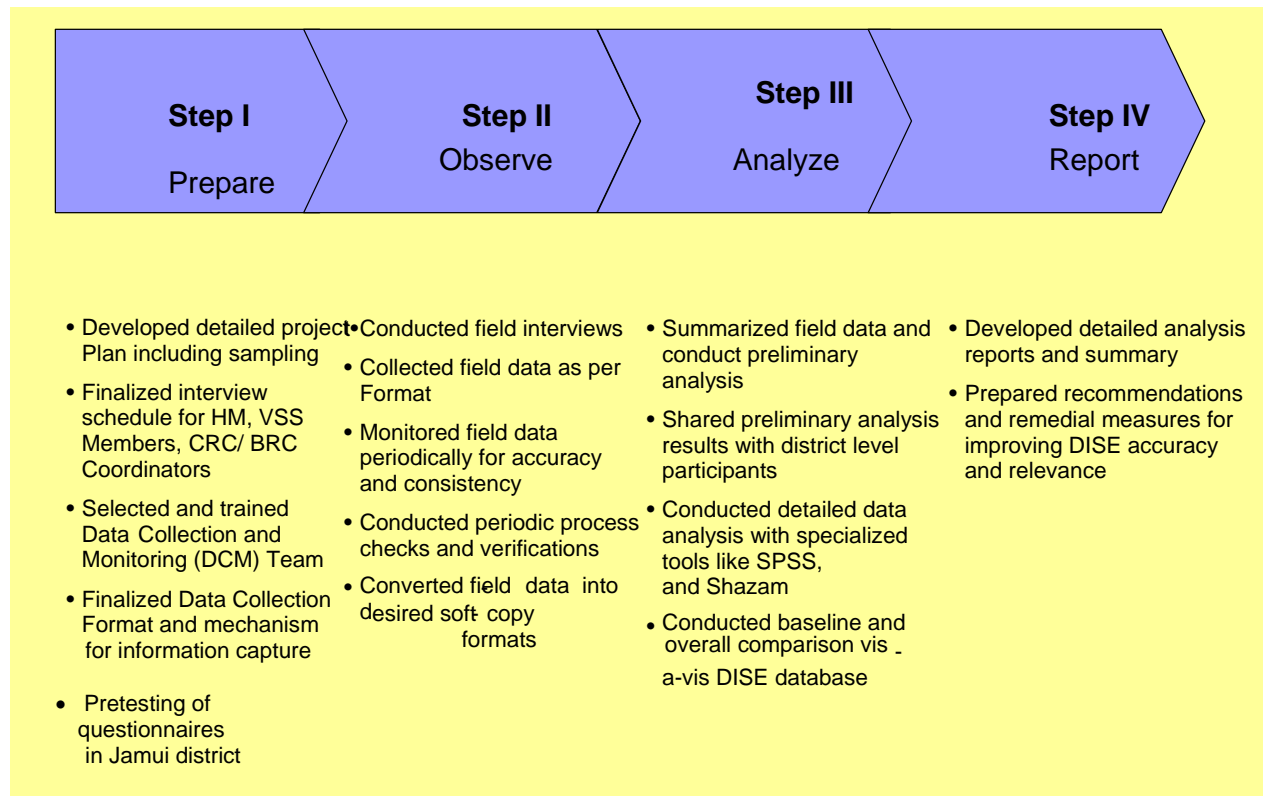 Step I
Prepare
Step II
Observe
Step III
Analyze
Step IV
Report
• Developed detailed project
Plan including sampling
• Finalized interview
schedule for HM, VSS
Members, CRC/ BRC
Coordinators
• Selected and trained
Data Collection and
Monitoring (DCM) Team
• Finalized Data Collection
Format and mechanism
for information capture
• Pretesting of
questionnaires
in Jamui district
• Conducted field interviews
• Collected field data as per
Format
• Monitored field data
periodically for accuracy
and consistency
• Conducted periodic process
checks and verifications
• Converted field data into
desired soft- copy
formats
• Summarized field data and
conduct preliminary
analysis
• Shared preliminary analysis
results with district level
participants
• Conducted detailed data
analysis with specialized
tools like SPSS,
and Shazam
• Conducted baseline and
overall comparison vis -
a-vis DISE database
• Developed detailed analysis
reports and summary
• Prepared recommendations
and remedial measures for
improving DISE accuracy
and relevance